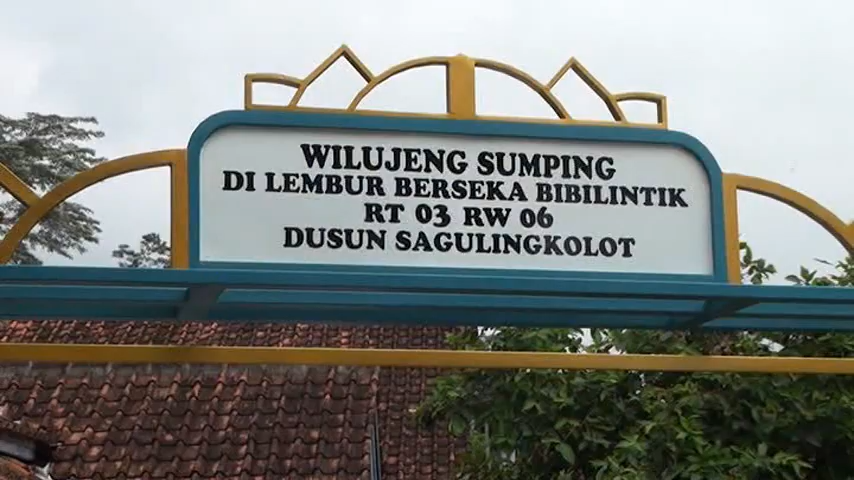 WILUJENG SUMPING
DI LEMBUR BERSEKA BIBILINTIK
RT 03 RW 06
DUSUN SAGULINGKOLOT